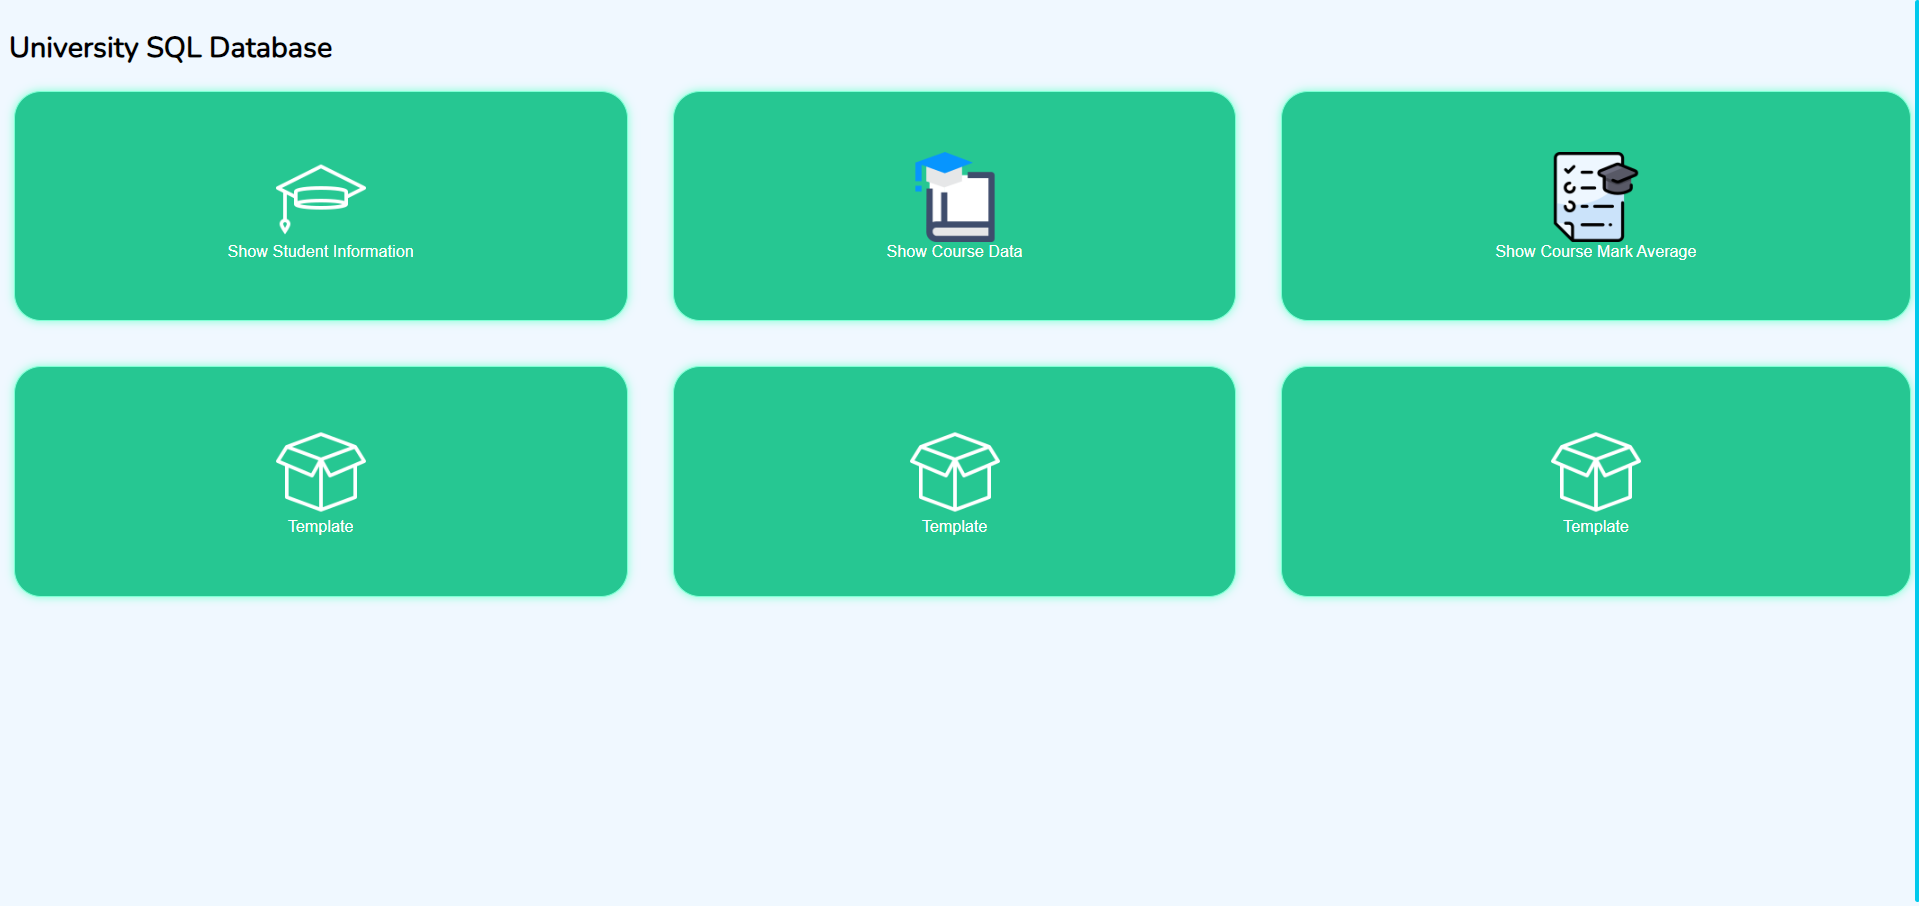 University SQL Database
Show Student Information
Show Course Data
Show Course Mark Average
Template
Template
Template